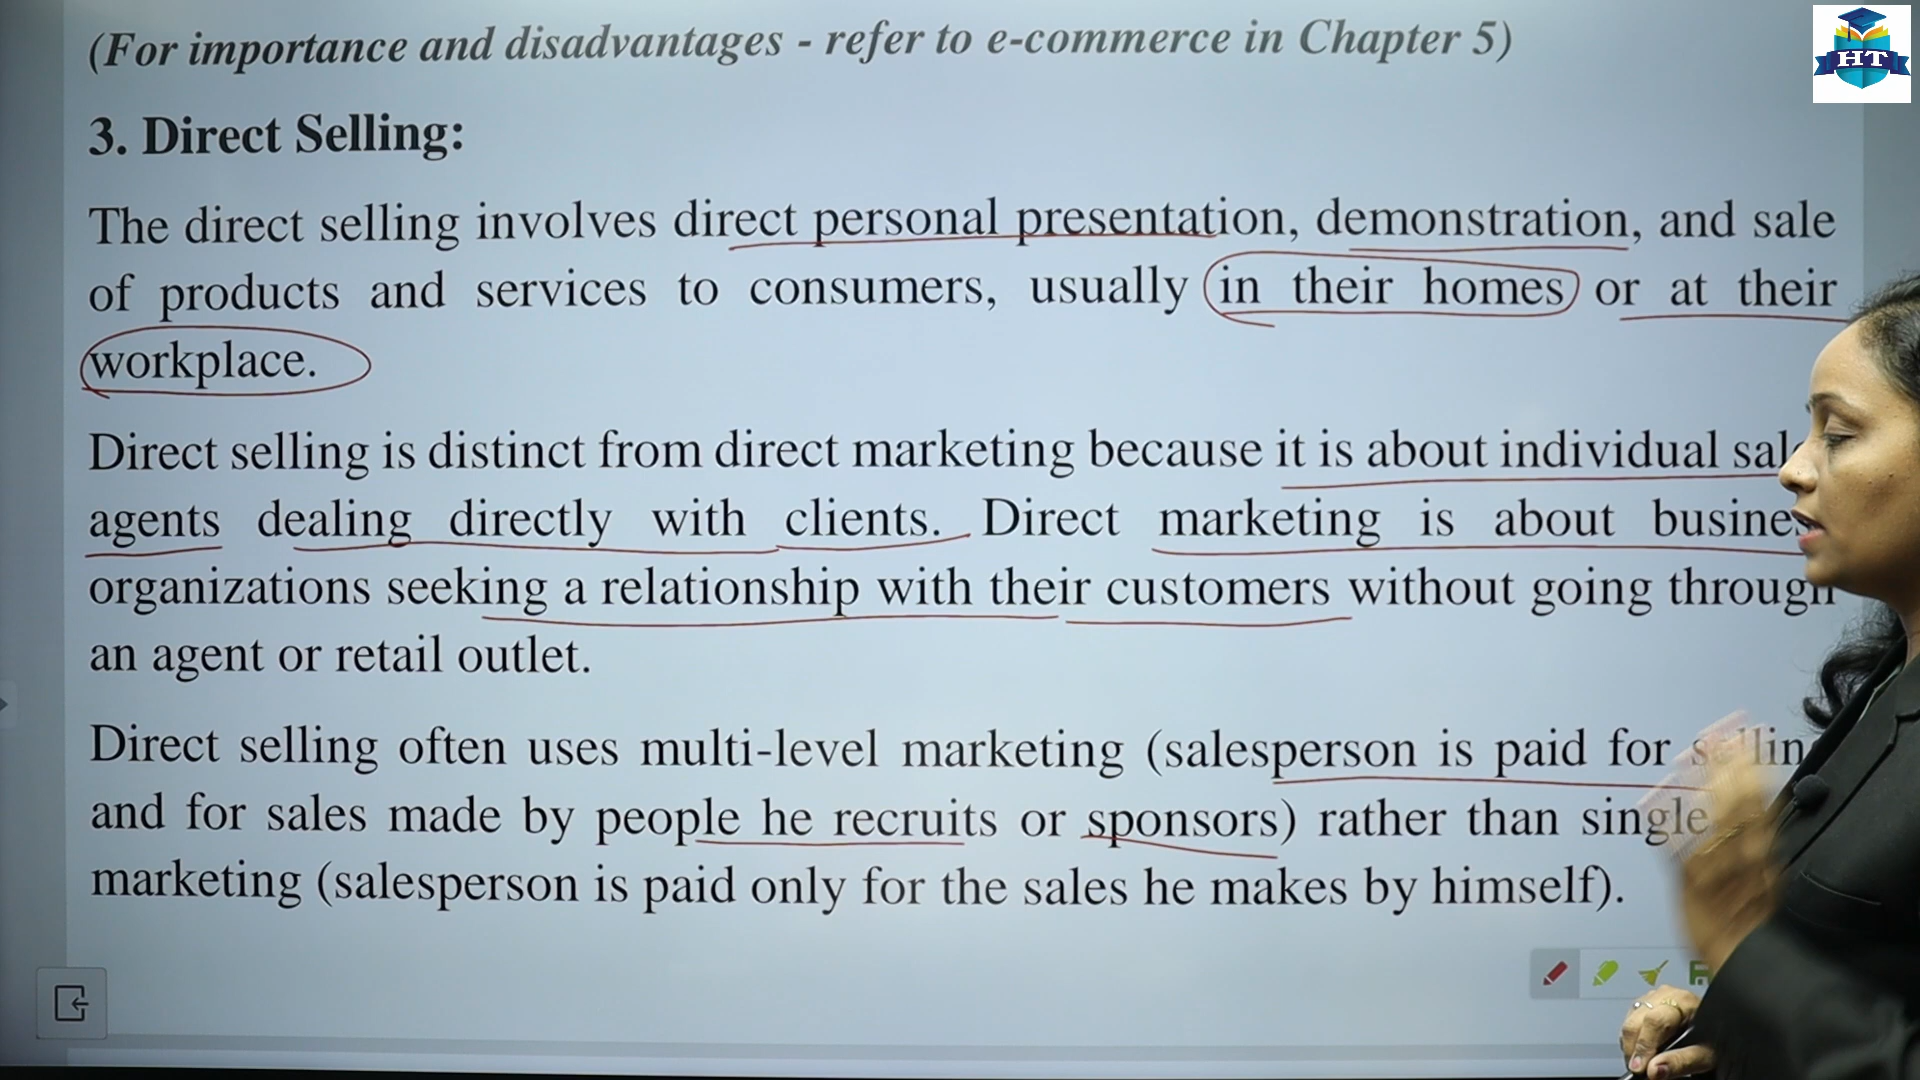 (For importance and disadvantages - refer to e-commerce in Chapter 5)
HT
3. Direct Selling:
The direct selling involves direct personal presentation, demonstration, and sale
of products and services to consumers, usually in their homes or at their
workplace.
Direct selling is distinct from direct marketing because it is about individual
agents dealing directly with clients. Direct marketing is about
organizations seeking a relationship with their customers without going through
an agent or retail outlet.
Direct selling often uses multi-level marketing (salesperson is paid for
and for sales made by people he recruits or sponsors) rather than single
marketing (salesperson is paid only for the sales he makes by himself).